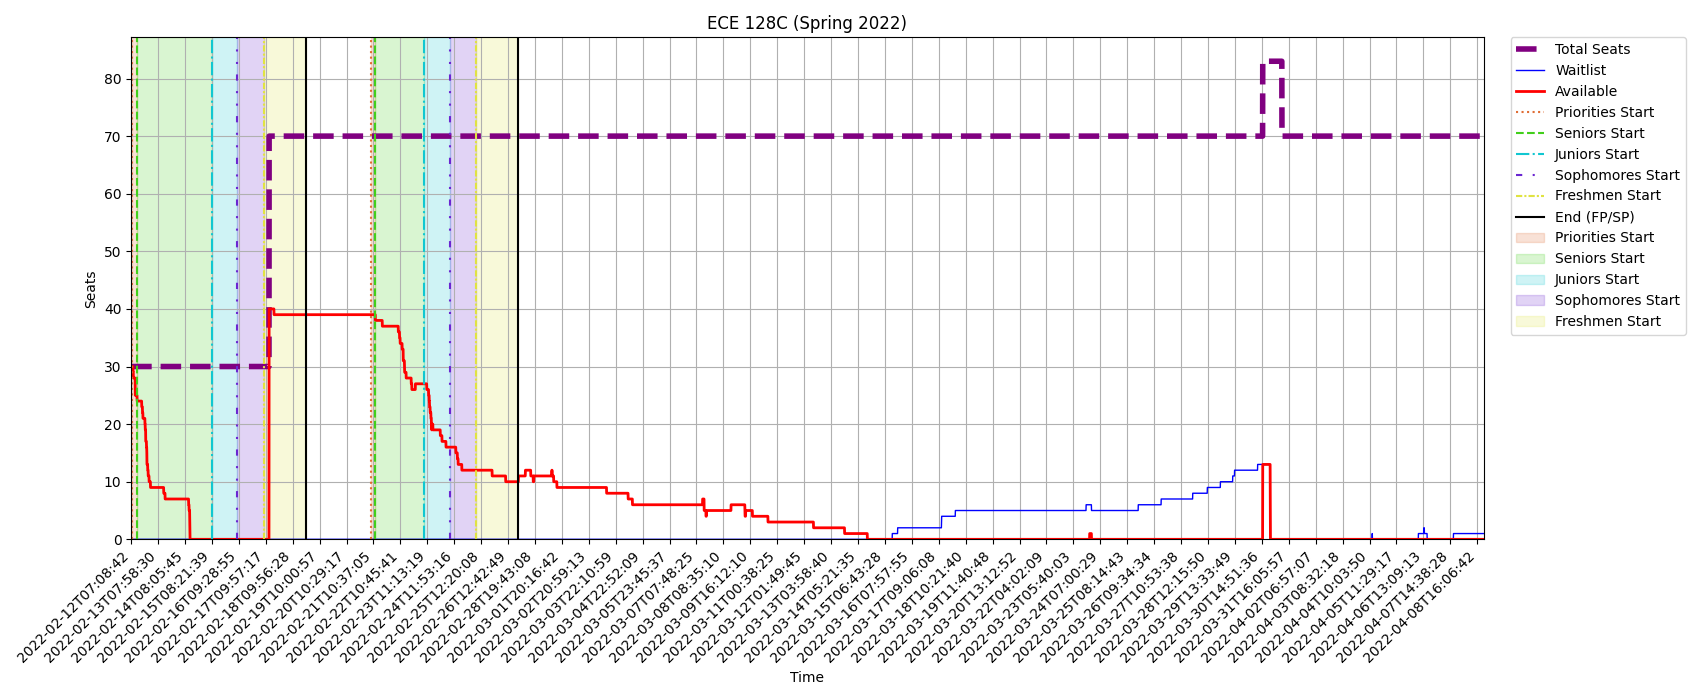 ECE 128C (Spring 2022)
Seats
80
70
60
50
40
30
20
10
0
2022-02-12T07:08:42
2022-02-13T07:58:30
2022-02-14T08:05:45
2022-02-15T08:21:39
2022-02-16T09:28:55
2022-02-17T09:57:17
2022-02-18T09:56:28
2022-02-19T10:00:57
2022-02-20T10:29:17
2022-02-21T10:37:05
2022-02-22T10:45:41
2022-02-23T11:13:19
2022-02-24T11:53:16
2022-02-25T12:20:08
2022-02-26T12:42:49
2022-02-28T19:43:08
2022-03-01T20:16:42
2022-03-02T20:59:13
2022-03-03T22:10:59
2022-03-04T22:52:09
2022-03-05T23:45:37
2022-03-07T07:48:25
2022-03-08T08:35:10
2022-03-09T16:12:10
2022-03-11T00:38:25
2022-03-12T01:49:45
2022-03-13T03:58:40
2022-03-14T05:21:35
2022-03-15T06:43:28
2022-03-16T07:57:55
2022-03-17T09:06:08
2022-03-18T10:21:40
2022-03-19T11:40:48
2022-03-20T13:12:52
2022-03-22T04:02:09
2022-03-23T05:40:03
2022-03-24T07:00:29
2022-03-25T08:14:43
2022-03-26T09:34:34
2022-03-27T10:53:38
2022-03-28T12:15:50
2022-03-29T13:33:49
2022-03-30T14:51:36
2022-03-31T16:05:57
2022-04-02T06:57:07
2022-04-03T08:32:18
2022-04-04T10:03:50
2022-04-05T11:29:17
2022-04-06T13:09:13
2022-04-07T14:38:28
2022-04-08T16:06:42
Time
Total Seats
Waitlist
Available
Priorities Start
Seniors Start
Juniors Start
Sophomores Start
Freshmen Start
End (FP/SP)
Priorities Start
Seniors Start
Juniors Start
Sophomores Start
Freshmen Start